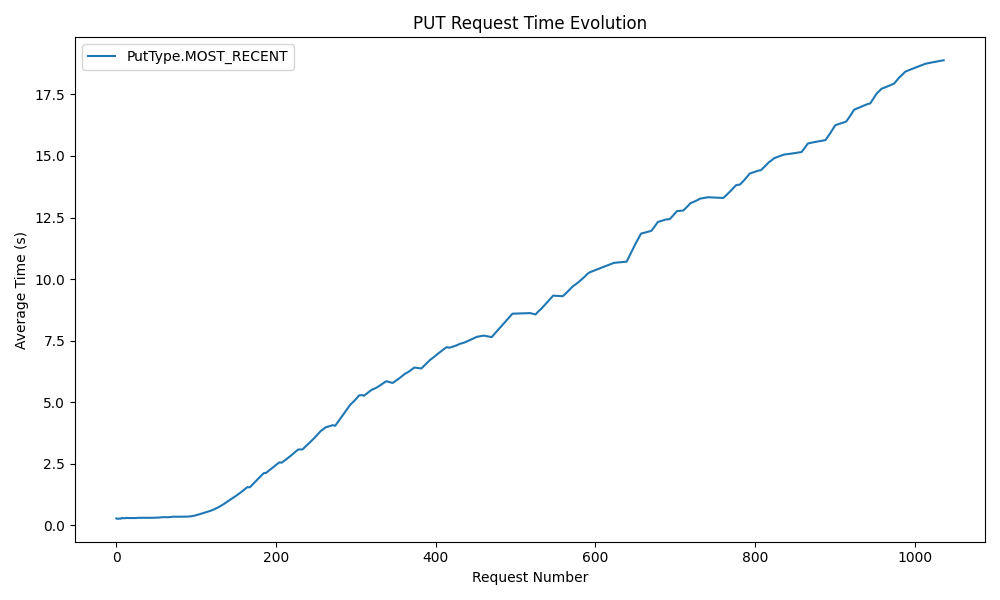 PUT Request Time Evolution
PutType.MOST_RECENT
Average Time (s)
17.5
15.0
12.5
10.0
7.5
5.0
2.5
0.0
0 200 400 600 800 1000
Request Number